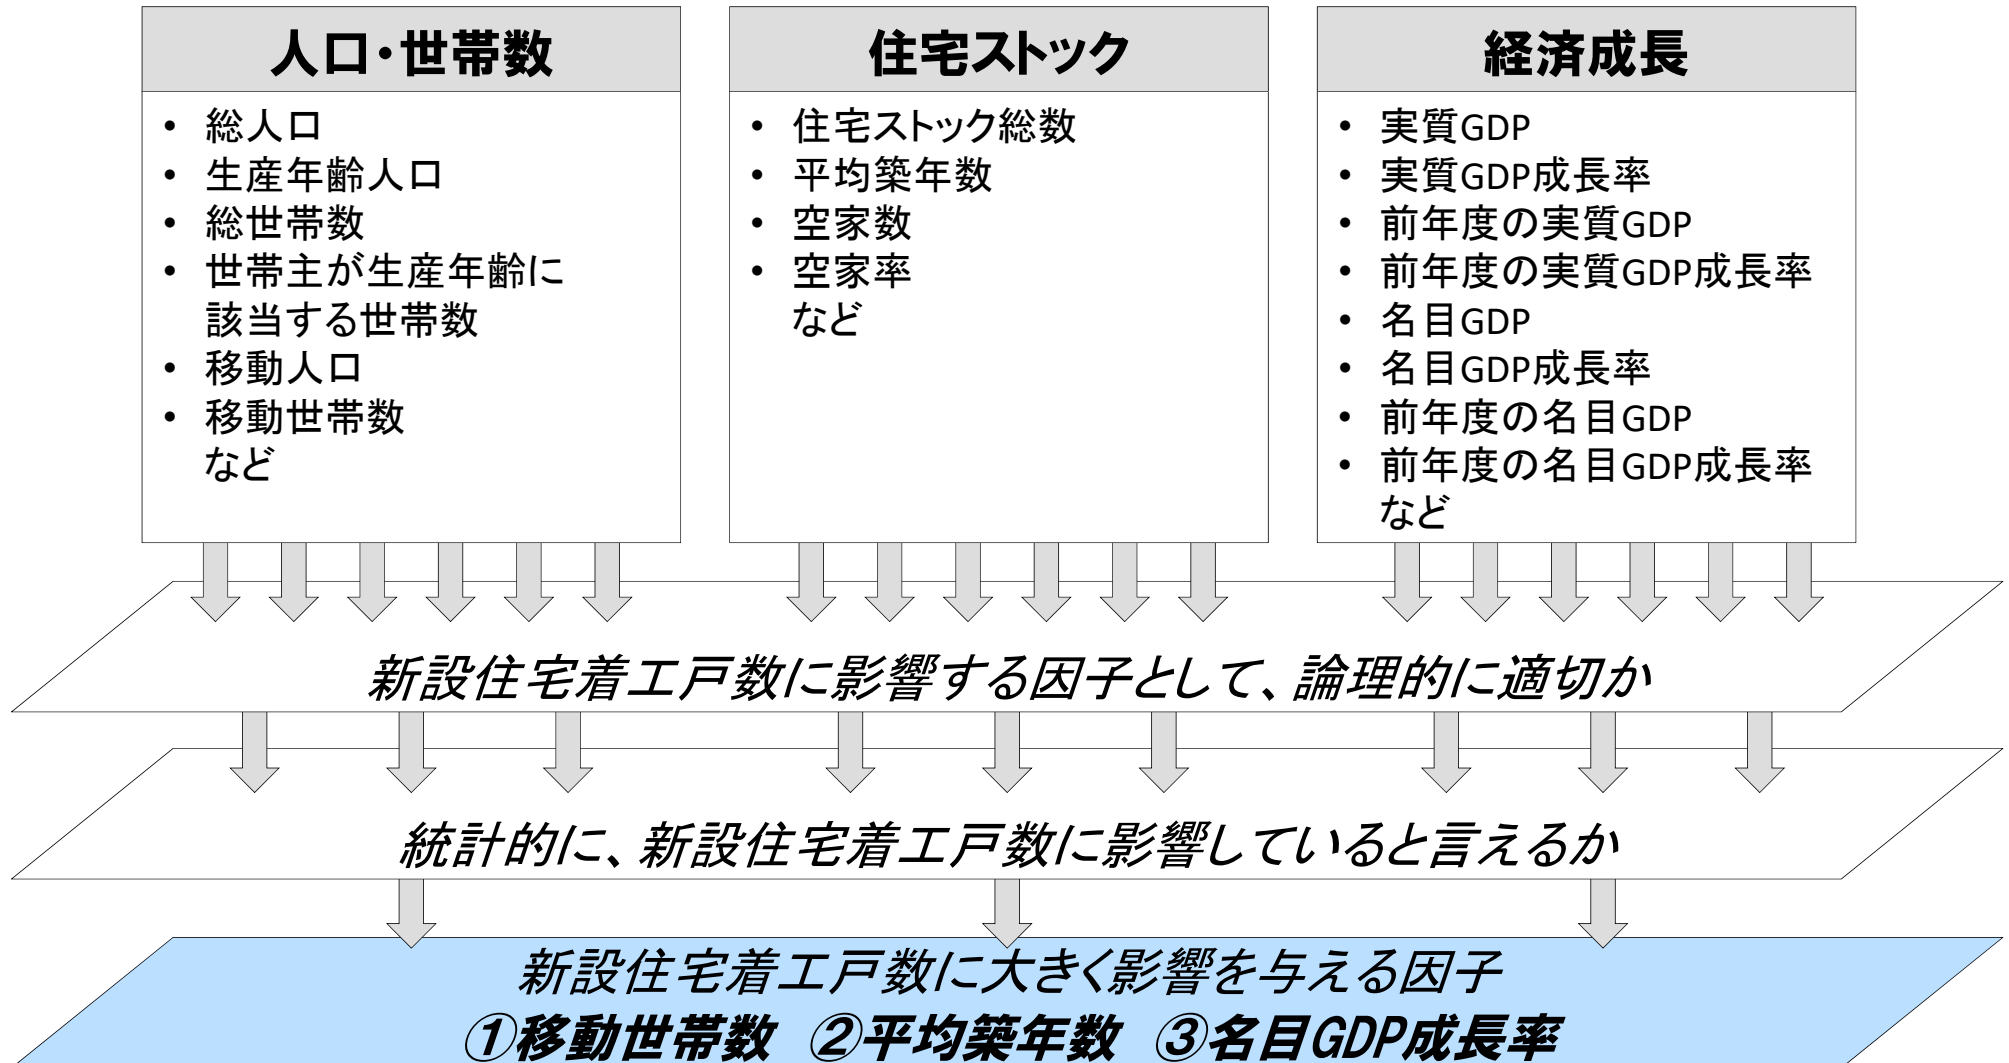 人口・世帯数
• 総人口
• 生産年齢人口
• 総世帯数
• 世帯主が生産年齢に
該当する世帯数
• 移動人口
• 移動世帯数
など
住宅ストック
• 住宅ストック総数
• 平均築年数
• 空家数
• 空家率
など
経済成長
• 実質GDP
• 実質GDP成長率
• 前年度の実質GDP
• 前年度の実質GDP成長率
• 名目GDP
• 名目GDP成長率
• 前年度の名目GDP
• 前年度の名目GDP成長率
など
新設住宅着工戸数に影響する因子として、論理的に適切か
統計的に、新設住宅着工戸数に影響していると言えるか
新設住宅着工戸数に大きく影響を与える因子
①移動世帯数 ②平均築年数 ③名目GDP成長率